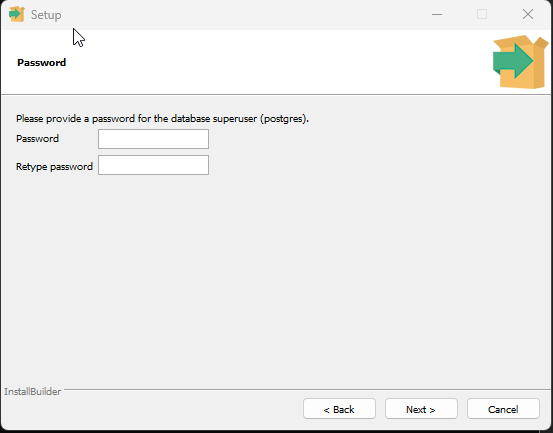 Setup
Password
Please provide a password for the database superuser (postgres).
Password
Retype password
InstallBuilder
< Back
Next >
Cancel